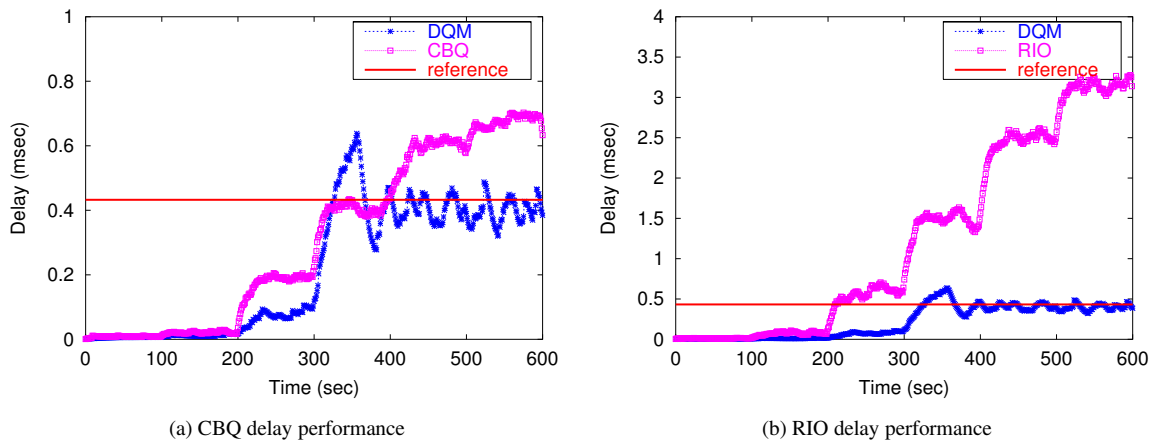 1
0.8
0.6
0.4
0.2
0
Delay (msec)
0 100 200 300 400 500 600
Time (sec)
DQM
CBQ
reference
(a) CBQ delay performance
4
3.5
3
2.5
2
1.5
1
0.5
0
Delay (msec)
0 100 200 300 400 500 600
Time (sec)
DQM
RIO
reference
(b) RIO delay performance